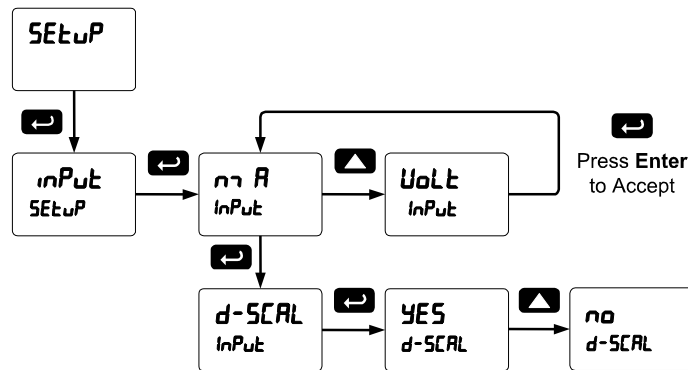 SEtuP
inPut
SEtuP
mA
InPut
VoLt
InPut
Press Enter
to Accept
d-SCAL
InPut
YES
d-SCAL
no
d-SCAL